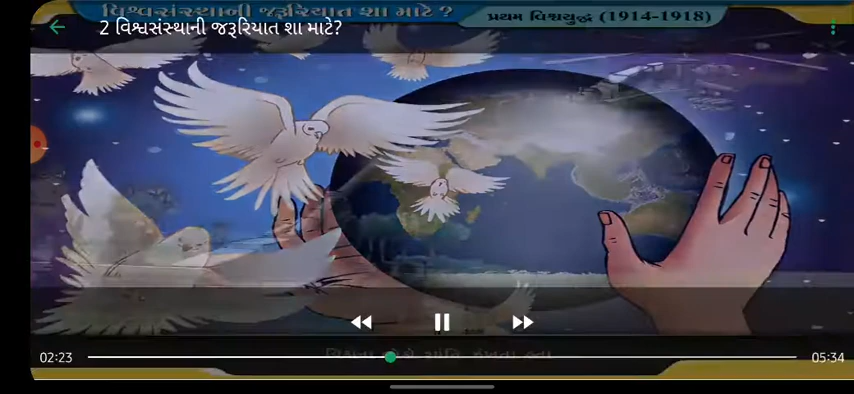 વિશ્વસંસ્થાની જરૂરિયાત શા માટે ?
પ્રથમ વિશ્વયુદ્ધ (1914-1918)
2 વિશ્વસંસ્થાની જરૂરિયાત શા માટે?
02:23
05:34